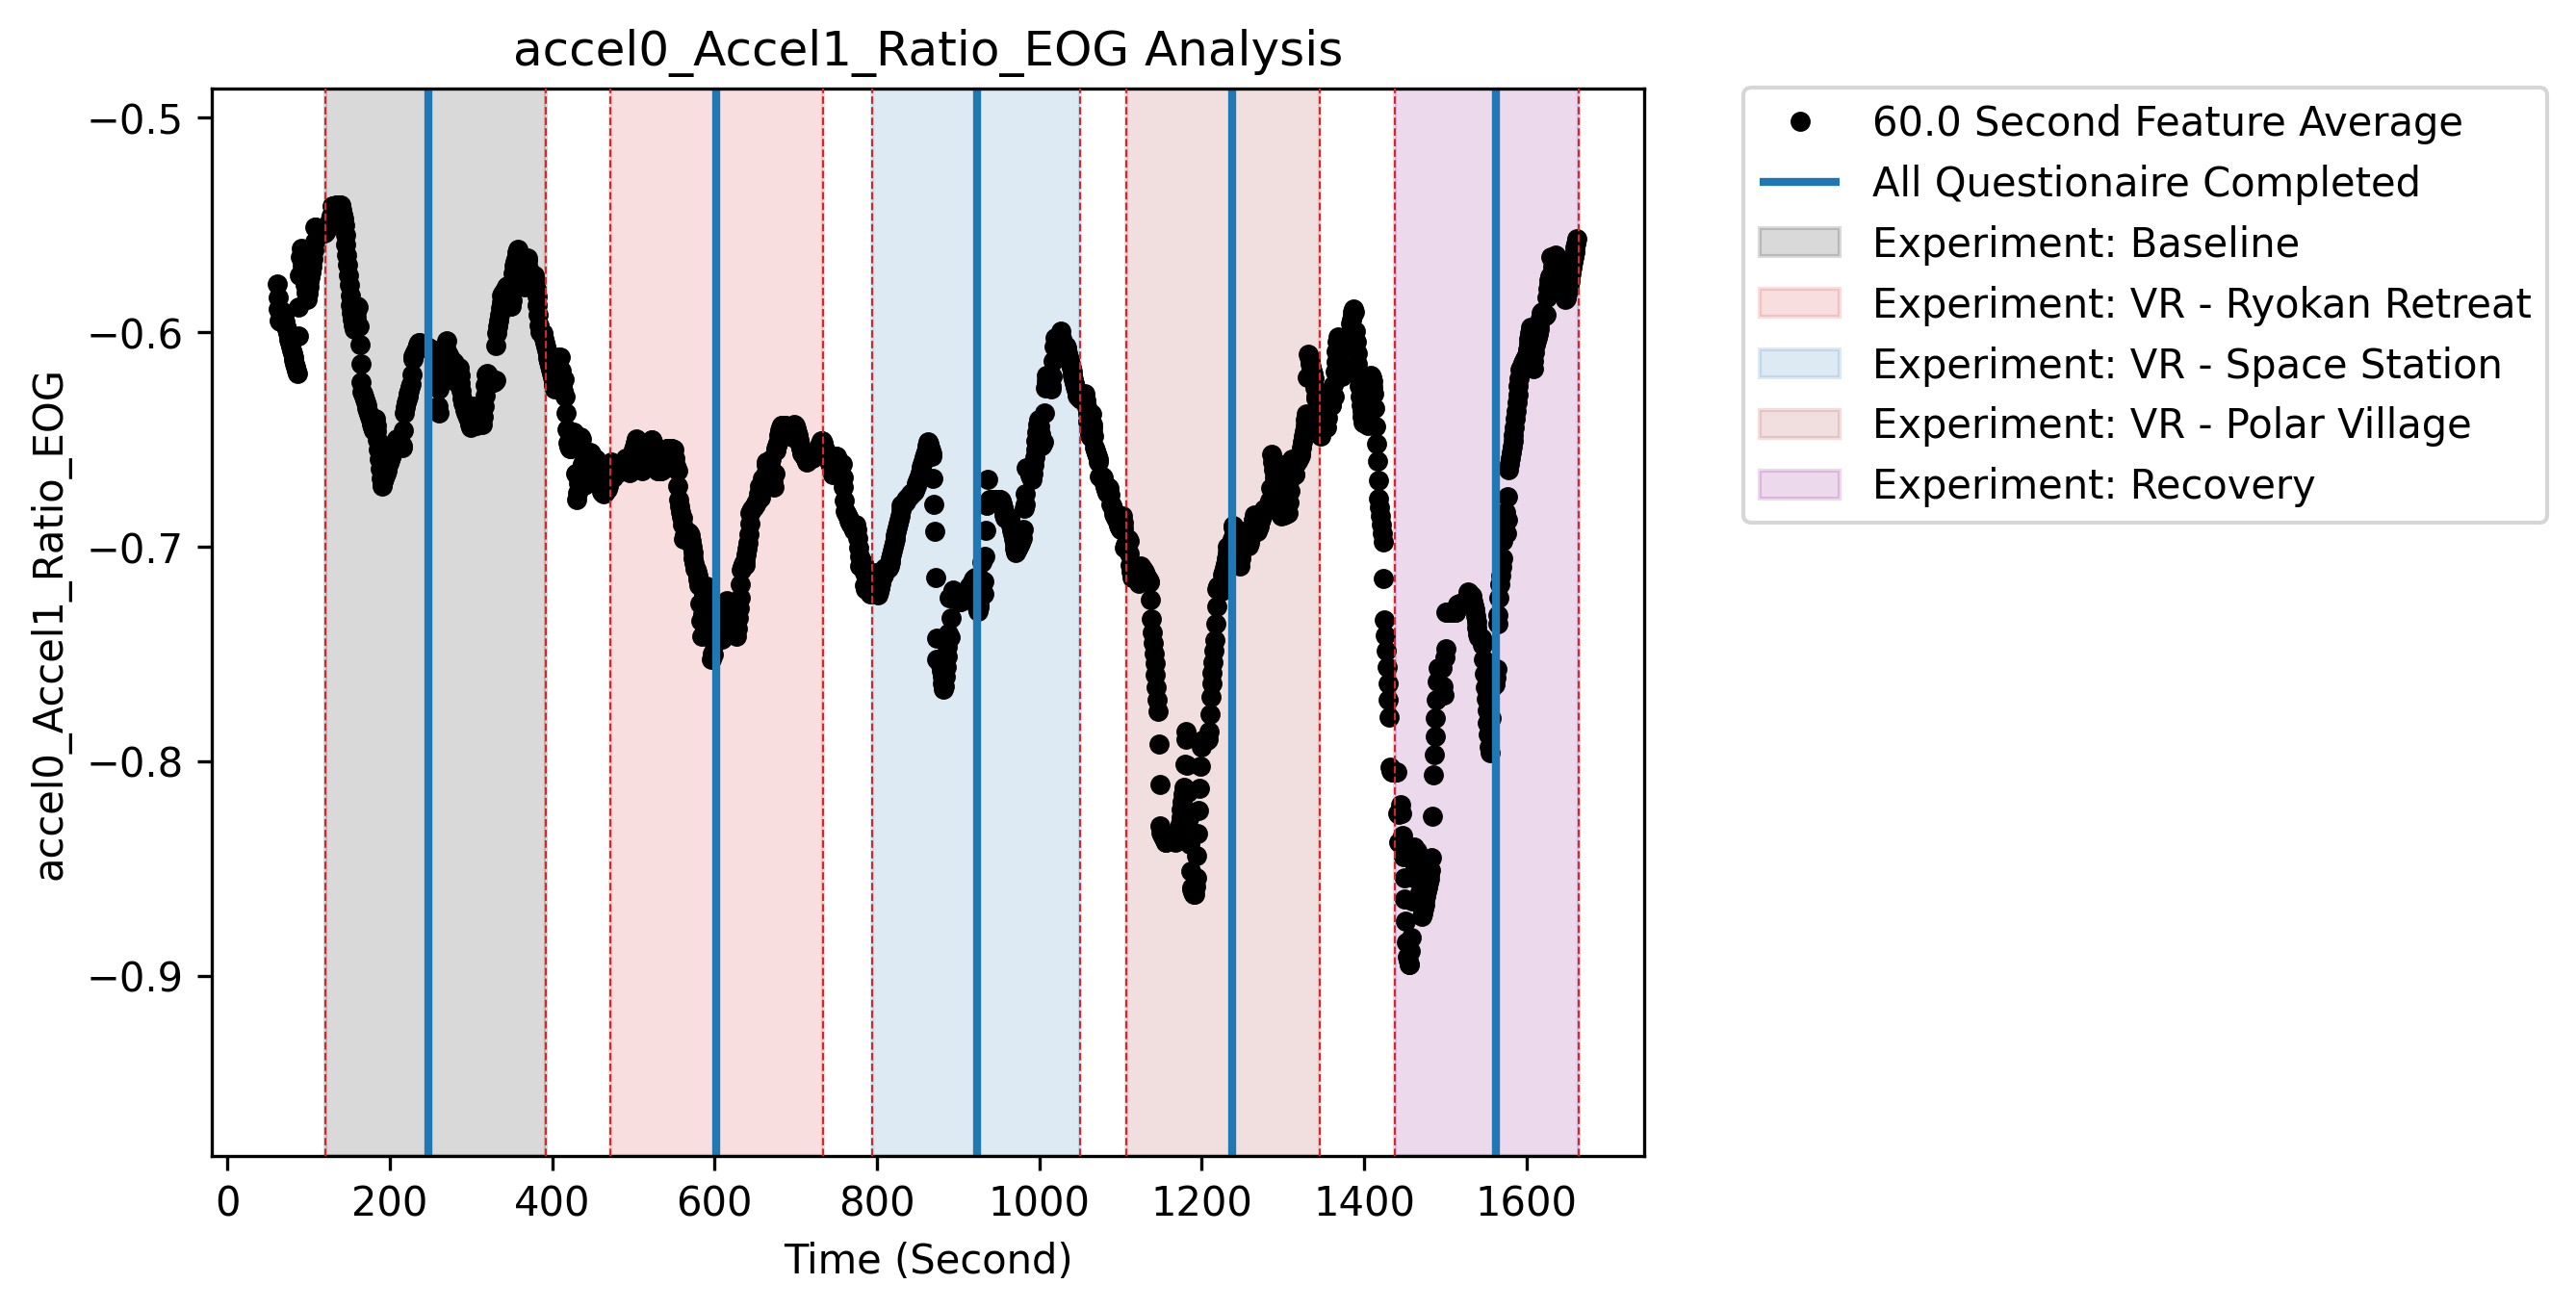 accel0_Accel1_Ratio_EOG Analysis
accel0_Accel1_Ratio_EOG
−0.5
−0.6
−0.7
−0.8
−0.9
0 200 400 600 800 1000 1200 1400 1600
Time (Second)
60.0 Second Feature Average
All Questionaire Completed
Experiment: Baseline
Experiment: VR - Ryokan Retreat
Experiment: VR - Space Station
Experiment: VR - Polar Village
Experiment: Recovery